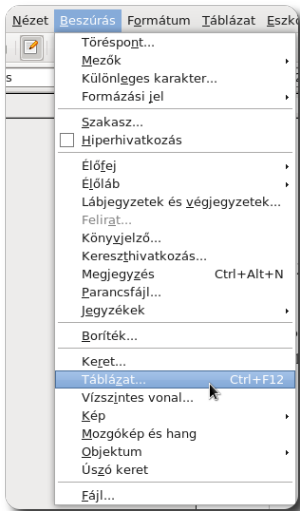 Nézet Beszúrás Formátum Táblázat Eszkö
s
Töréspont...
Mezők
Különleges karakter...
Formázási jel
Szakasz...
Hiperhivatkozás
Élőfej
Élőláb
Lábjegyzetek és végjegyzetek...
Felirat...
Könyvjelző...
Kereszthivatkozás...
Megjegyzés Ctrl+Alt+N
Parancsfájl...
Jegyzékek
Boríték...
Keret...
Táblázat... Ctrl+F12
Vízszintes vonal...
Kép
Mozgókép és hang
Objektum
Úszó keret
Fájl...